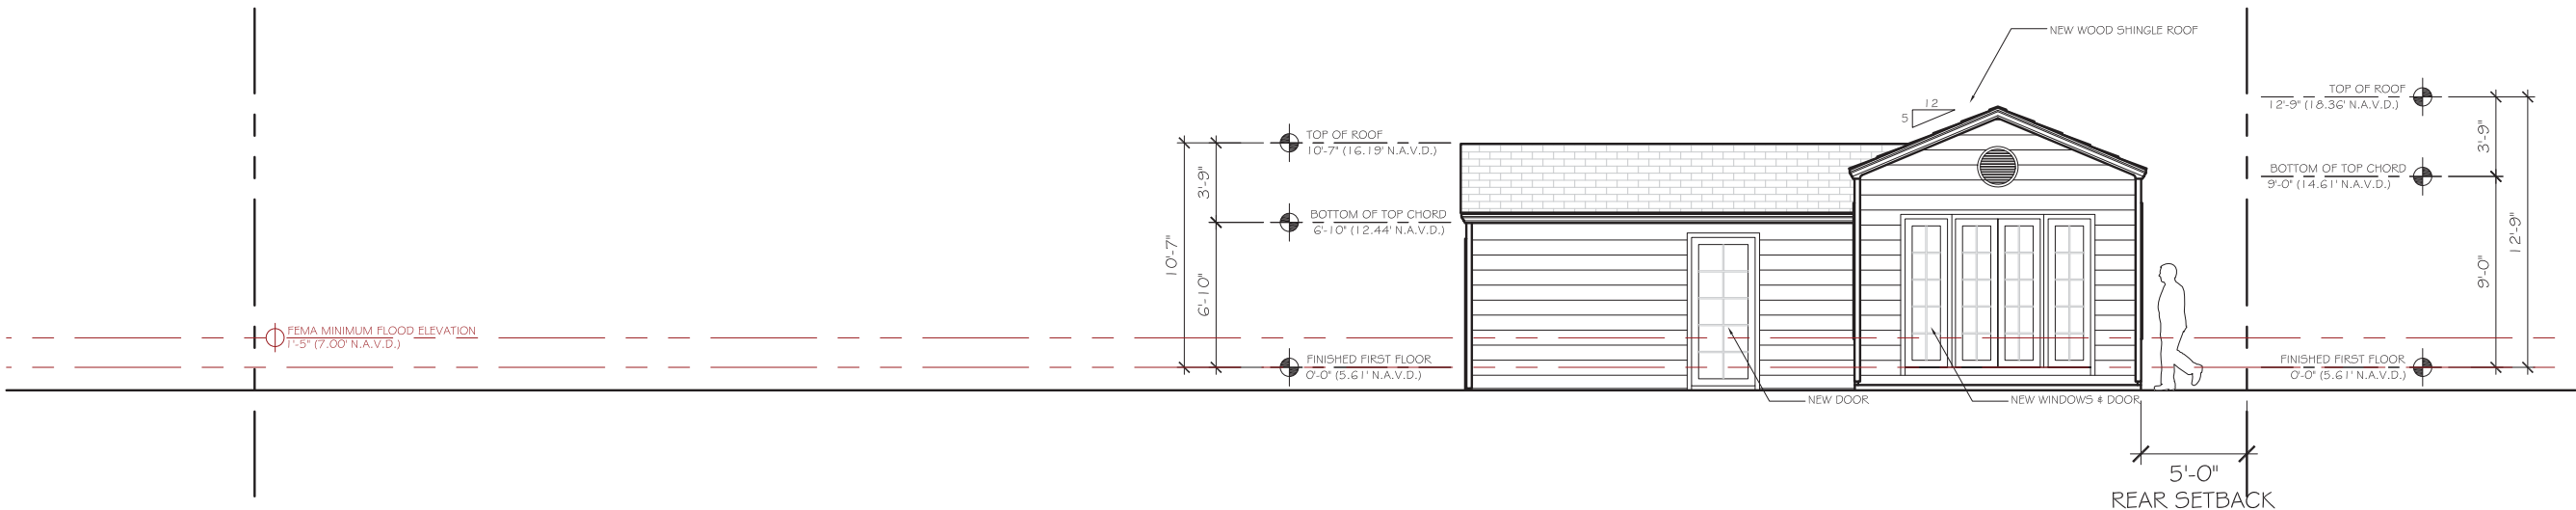 NEW WOOD SHINGLE ROOF
12
5
TOP OF ROOF
12'-9" (18.36' N.A.V.D.)
TOP OF ROOF
10'-7" (16.19' N.A.V.D.)
3'-9"
BOTTOM OF TOP CHORD
9'-0" (14.61' N.A.V.D.)
3'-9"
BOTTOM OF TOP CHORD
6'-10" (12.44' N.A.V.D.)
10'-7"
6'-10"
12'-9"
9'-0"
FEMA MINIMUM FLOOD ELEVATION
1'-5" (7.00' N.A.V.D.)
FINISHED FIRST FLOOR
0'-0" (5.61' N.A.V.D.)
FINISHED FIRST FLOOR
0'-0" (5.61' N.A.V.D.)
NEW DOOR
NEW WINDOWS & DOOR
5'-0"
REAR SETBACK